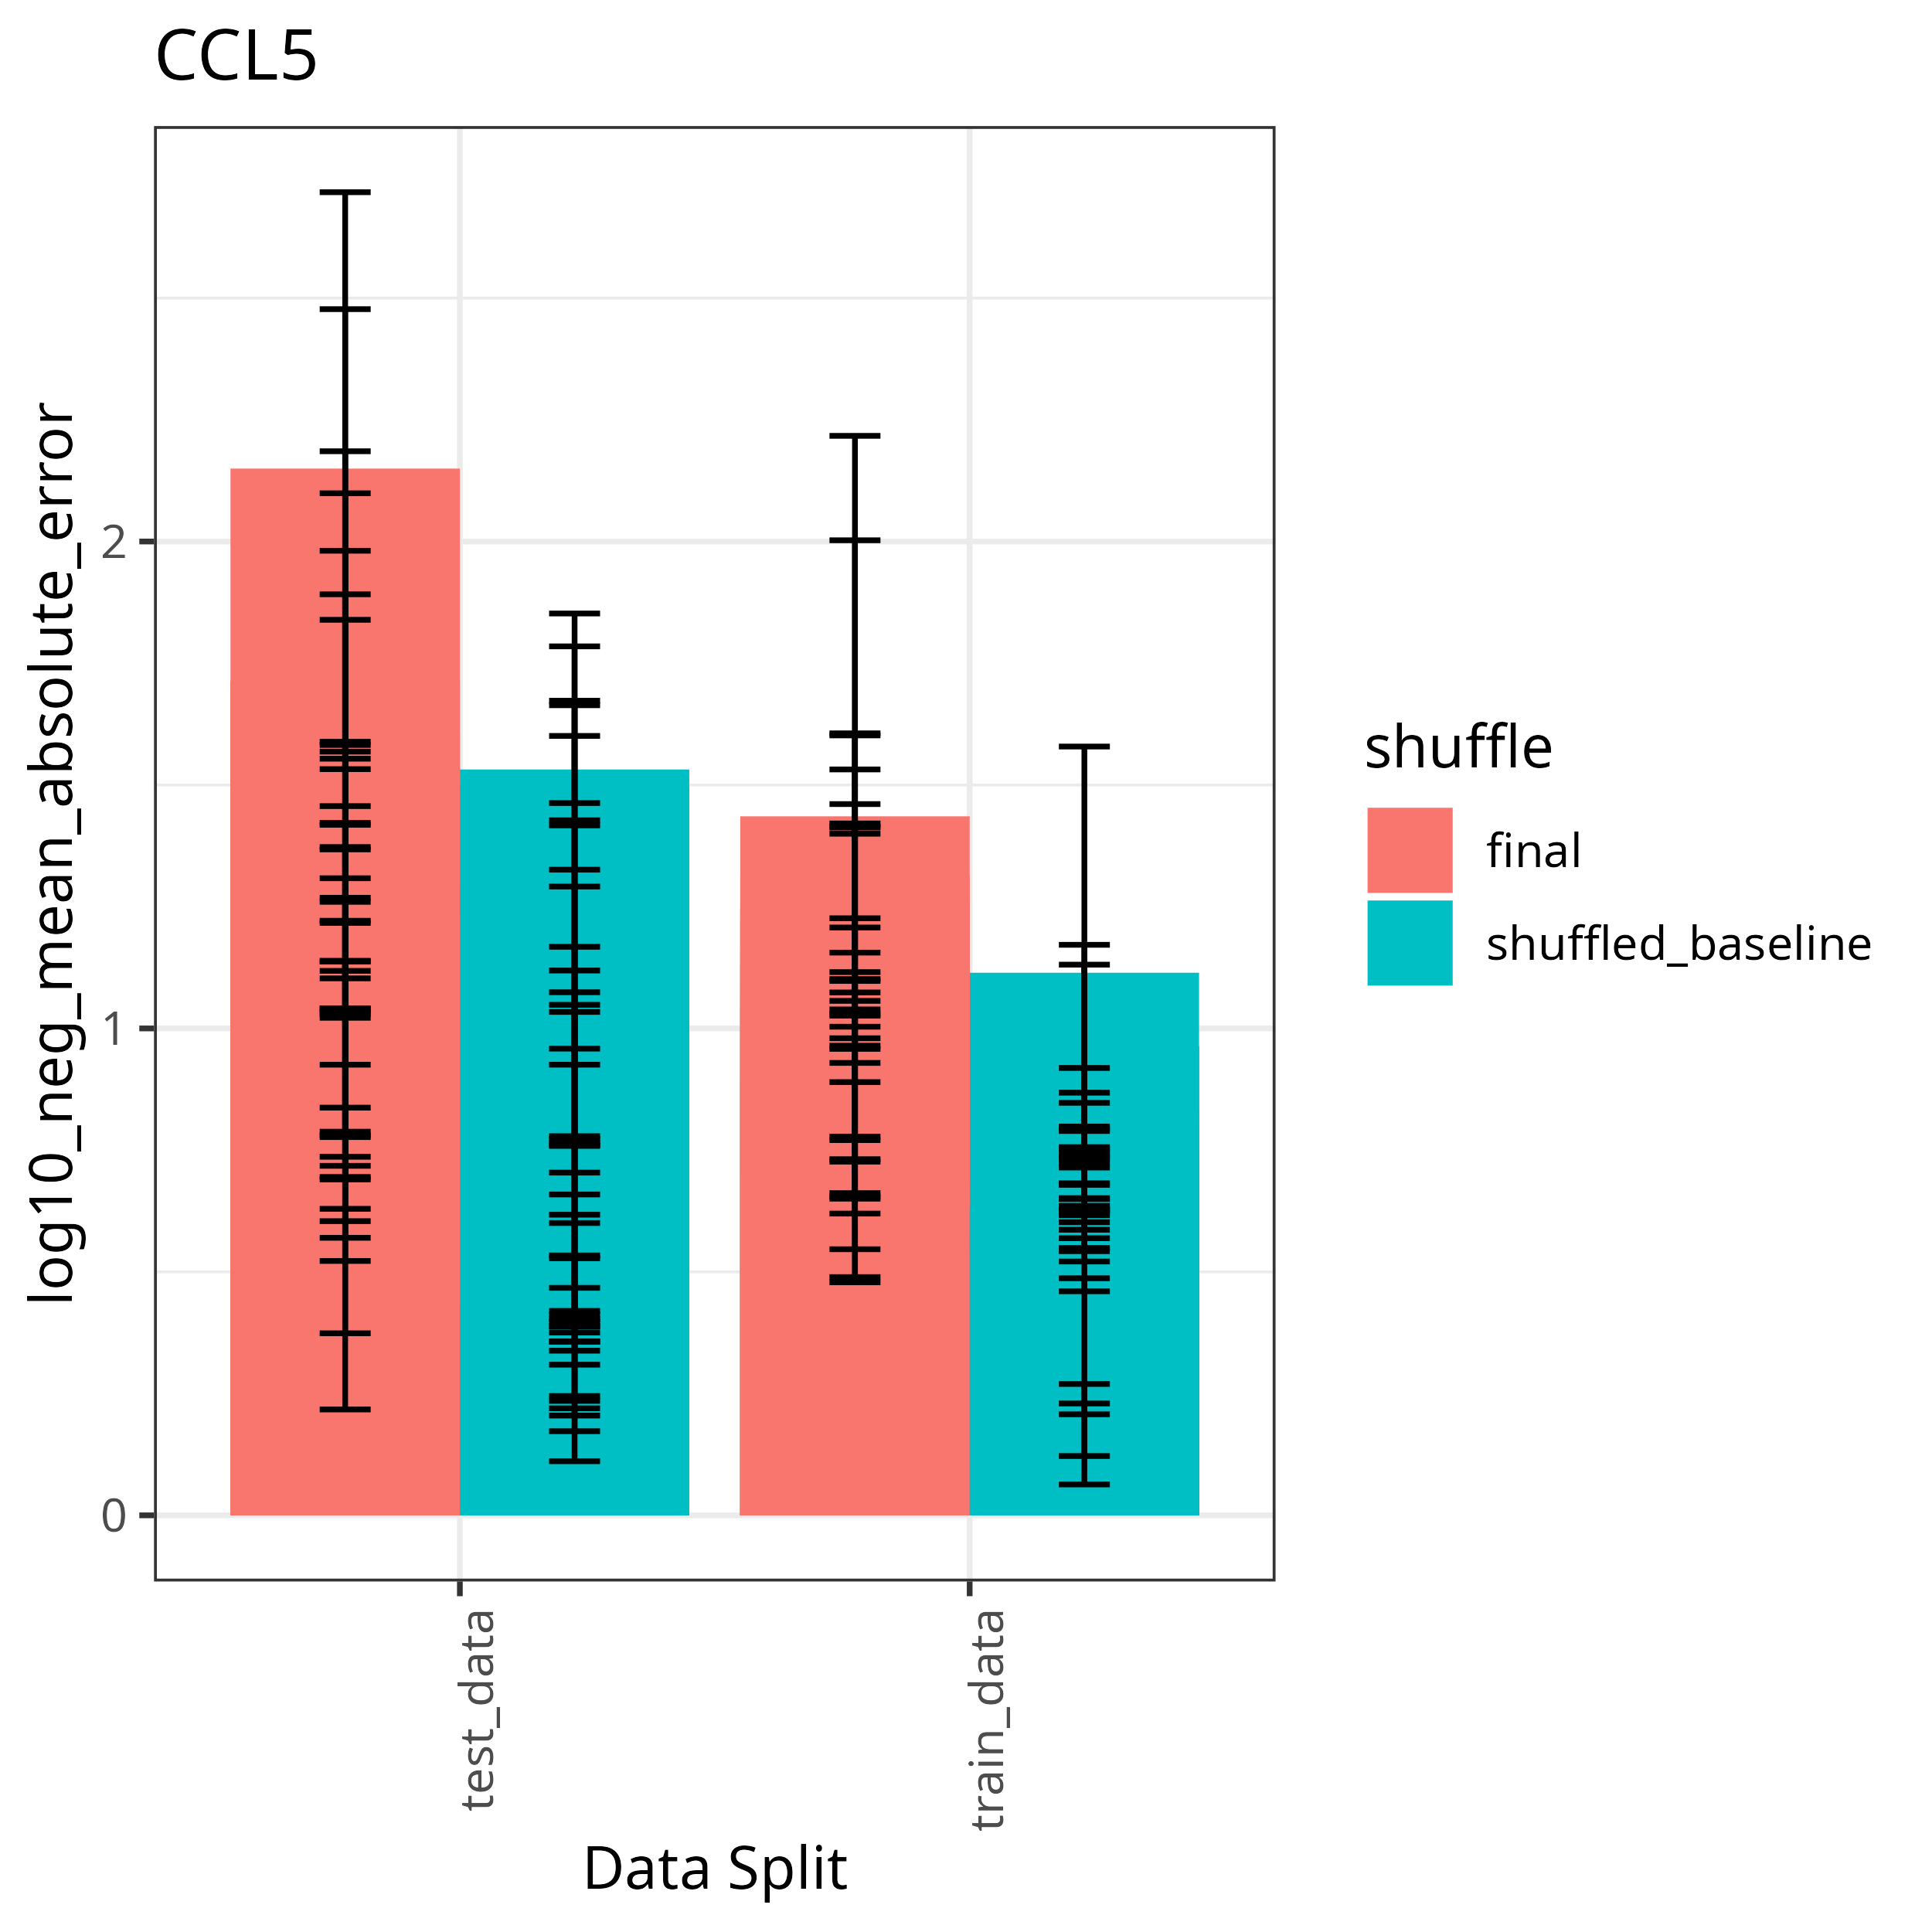 CCL5
log10_neg_mean_absolute_error
2
1
0
test_data
train_data
Data Split
shuffle
final
shuffled_baseline